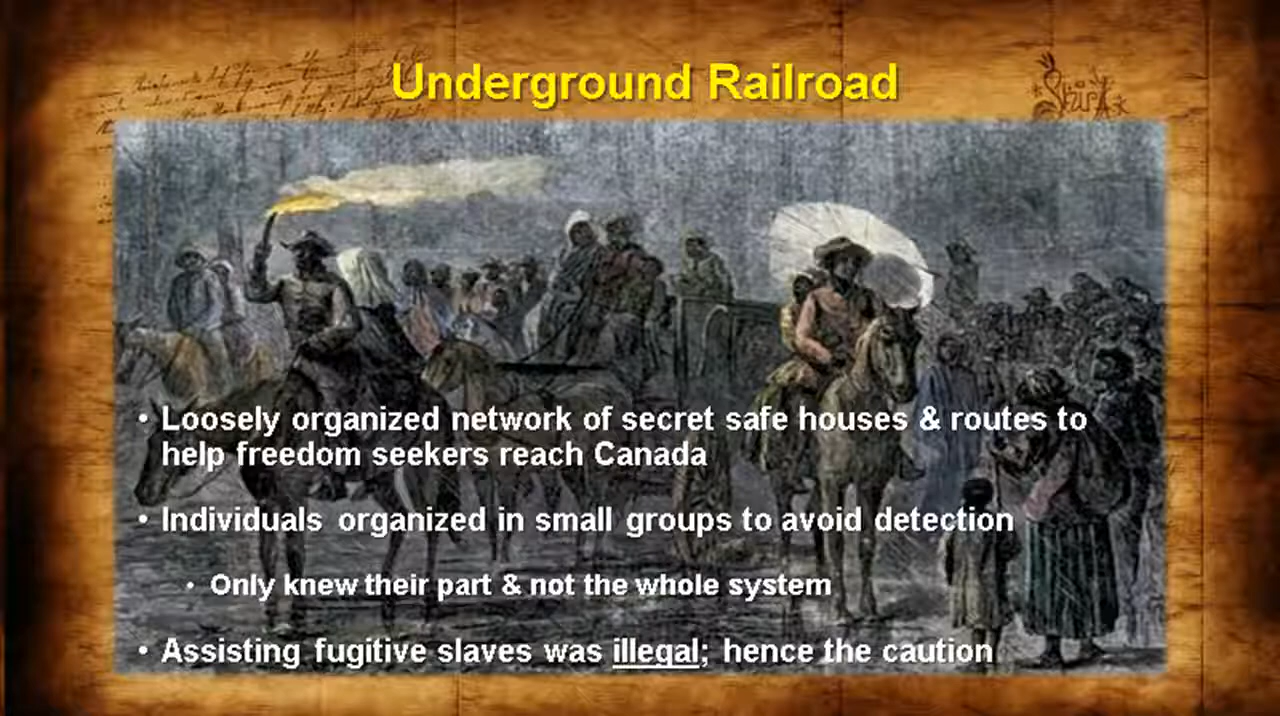 Underground Railroad
• Loosely organized network of secret safe houses & routes to
help freedom seekers reach Canada
• Individuals organized in small groups to avoid detection
• Only knew their part & not the whole system
• Assisting fugitive slaves was illegal; hence the caution